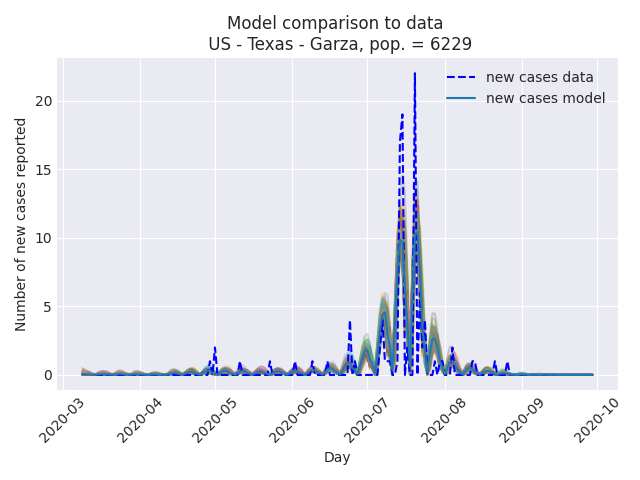 Model comparison to data
US - Texas - Garza, pop. = 6229
new cases data
new cases model
Number of new cases reported
20
15
10
5
0
2020-03
2020-04
2020-05
2020-06
2020-07
2020-08
2020-09
2020-10
Day